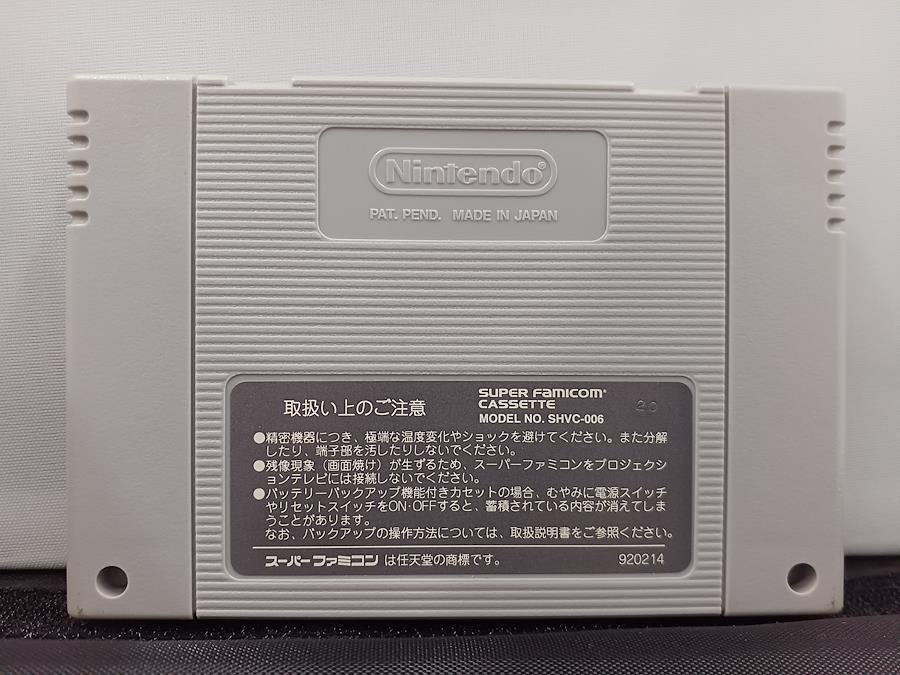 Nintendo®
PAT. PEND. MADE IN JAPAN
取扱い上のご注意
SUPER FAMICOM®
CASSETTE
MODEL NO. SHVC-006
20
●精密機器につき、極端な温度変化やショックを避けてください。また分解
したり、端子部を汚したりしないでください。
●残像現象（画面焼け）が生ずるため、スーパーファミコンをプロジェクシ
ョンテレビには接続しないでください。
●バッテリーバックアップ機能付きカセットの場合、むやみに電源スイッチ
やリセットスイッチをON・OFFすると、蓄積されている内容が消えてしま
うことがあります。
なお、バックアップの操作方法については、取扱説明書をご参照ください。
スーパーファミコン は任天堂の商標です。
920214